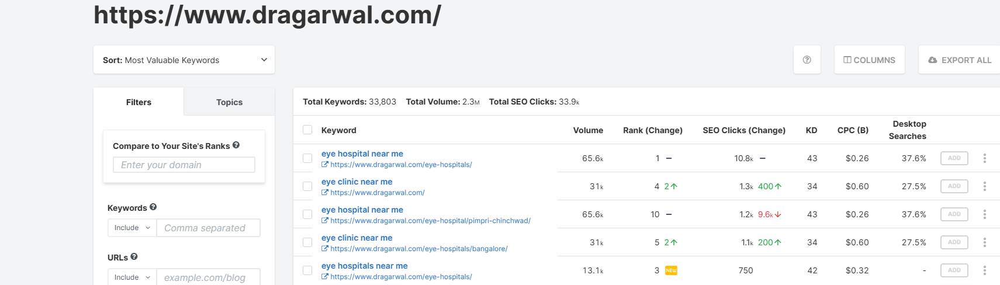 https://www.dragarwal.com/
Sort: Most Valuable Keywords
COLUMNS
EXPORT ALL
Filters
Topics
Compare to Your Site's Ranks
Enter your domain
Keywords
Include
Comma separated
URLs
Include
example.com/blog
Total Keywords: 33,803 Total Volume: 2.3M Total SEO Clicks: 33.9k
Keyword Volume Rank (Change) SEO Clicks (Change) KD CPC (B) Desktop Searches
eye hospital near me 65.6k 1 – 10.8k – 43 $0.26 37.6% ADD
https://www.dragarwal.com/eye-hospitals/
eye clinic near me 31k 4 2↑ 1.3k 400↑ 34 $0.60 27.5% ADD
https://www.dragarwal.com/
eye hospital near me 65.6k 10 – 1.2k 9.6k↓ 43 $0.26 37.6% ADD
https://www.dragarwal.com/eye-hospital/pimpri-chinchwad/
eye clinic near me 31k 5 2↑ 1.1k 200↑ 34 $0.60 27.5% ADD
https://www.dragarwal.com/eye-hospitals/bangalore/
eye hospitals near me 13.1k 3 NEW 750 42 $0.32 - ADD
https://www.dragarwal.com/eye-hospitals/